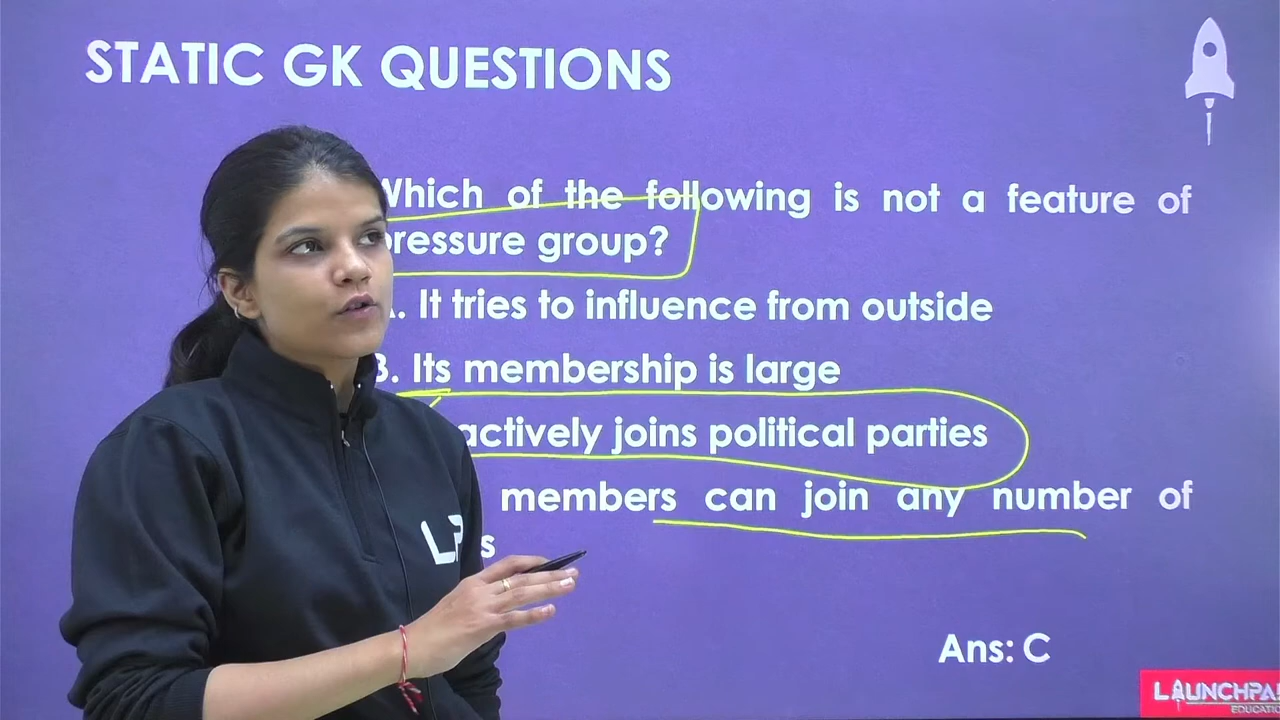 STATIC GK QUESTIONS
Which of the following is not a feature of
pressure group?
A. It tries to influence from outside
B. Its membership is large
actively joins political parties
members can join any number of
s
Ans: C
LP
LAUNCHPA
EDUCATIO